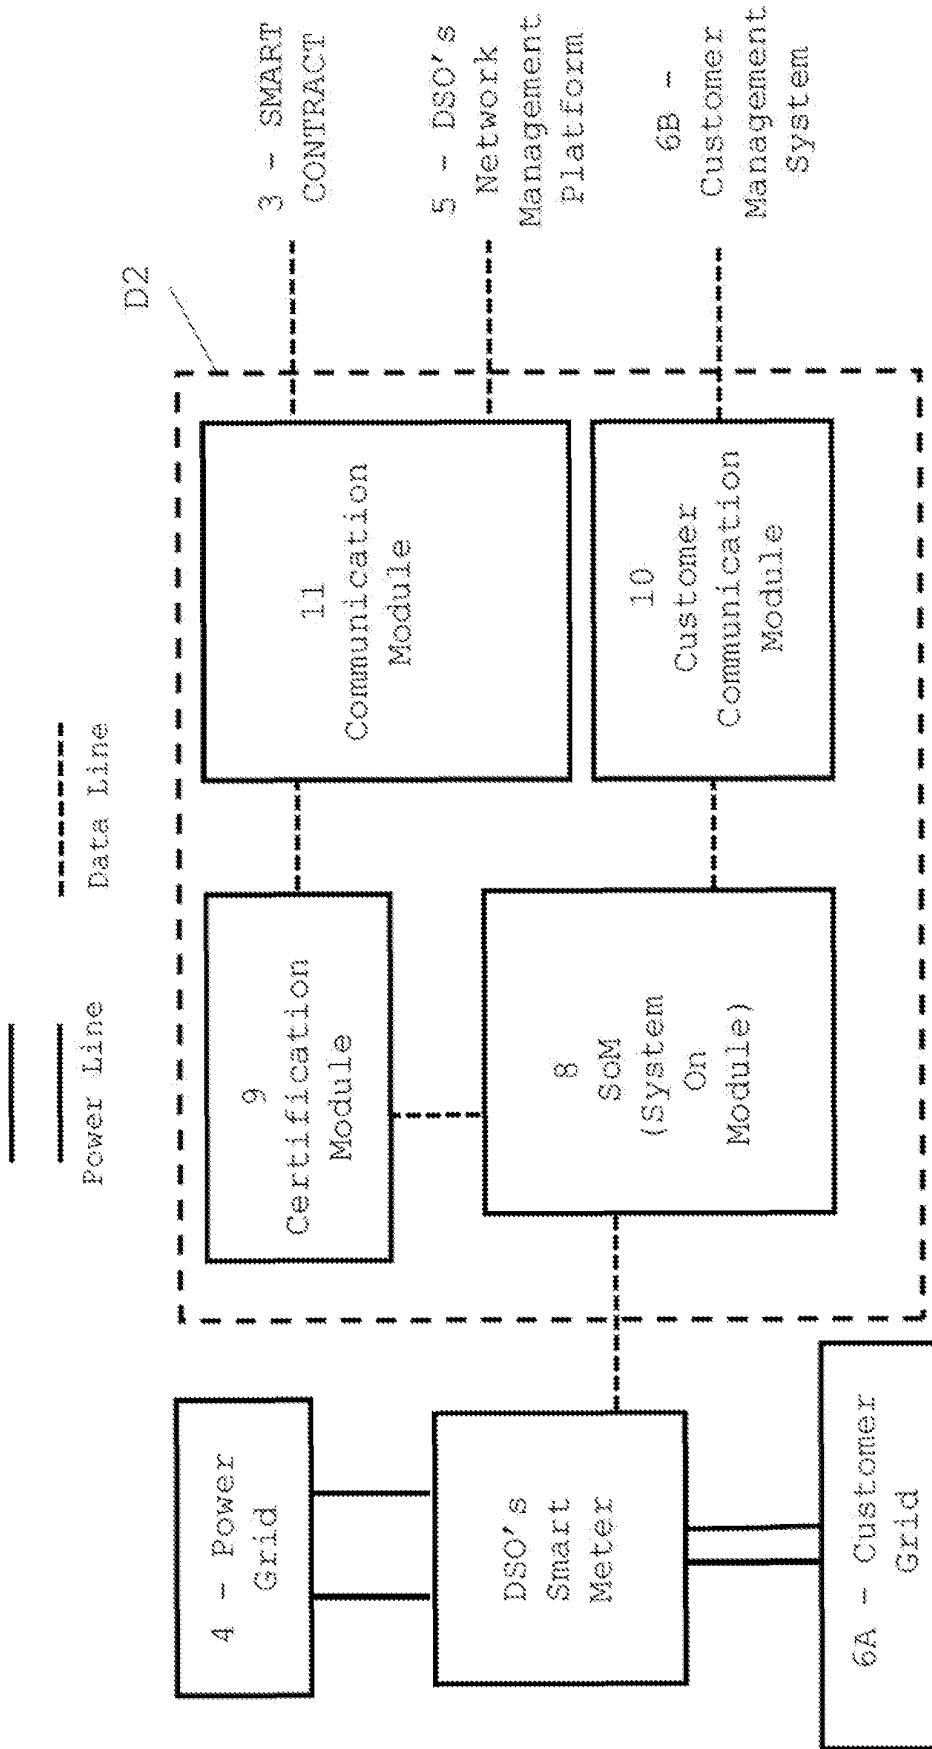 Power Line
Data Line
D2
4 - Power
Grid
DSO's
Smart
Meter
6A - Customer
Grid
9
Certification
Module
8
SoM
(System
On
Module)
11
Communication
Module
10
Customer
Communication
Module
3 - SMART
CONTRACT
5 - DSO's
Network
Management
Platform
6B -
Customer
Management
System